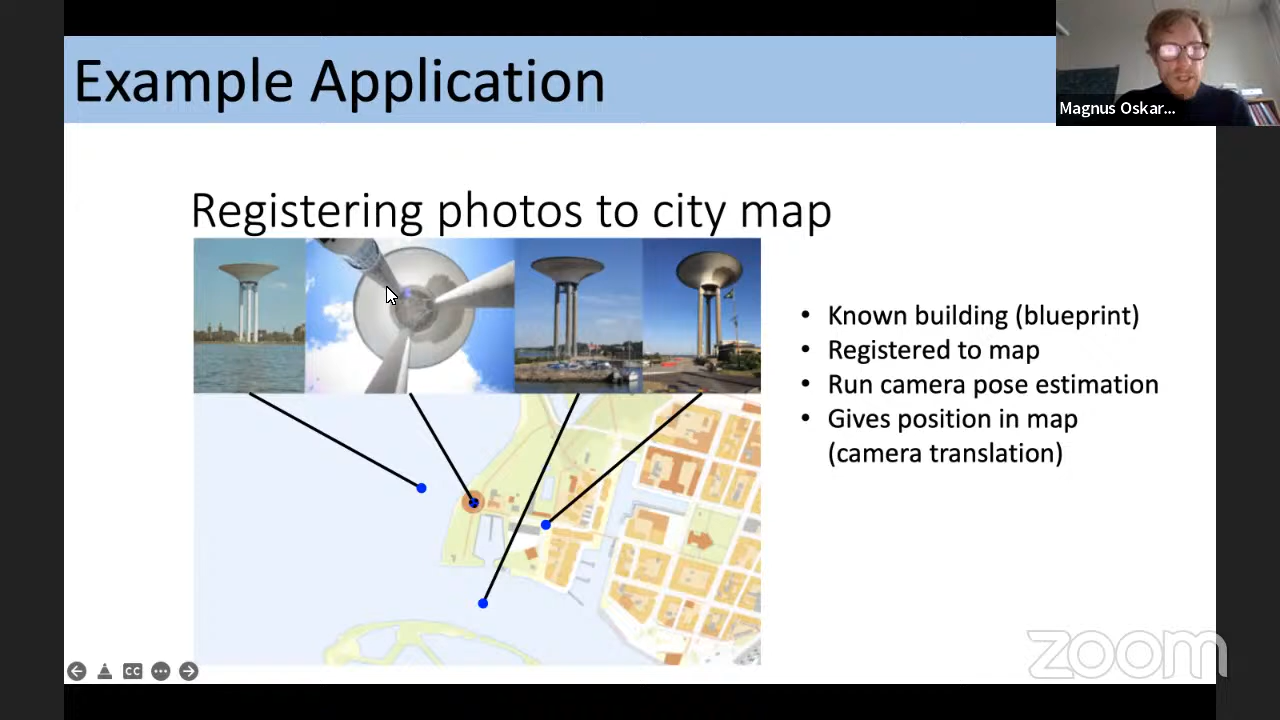 Example Application
Magnus Oskar...
Registering photos to city map
• Known building (blueprint)
• Registered to map
• Run camera pose estimation
• Gives position in map
(camera translation)
CC
zoom